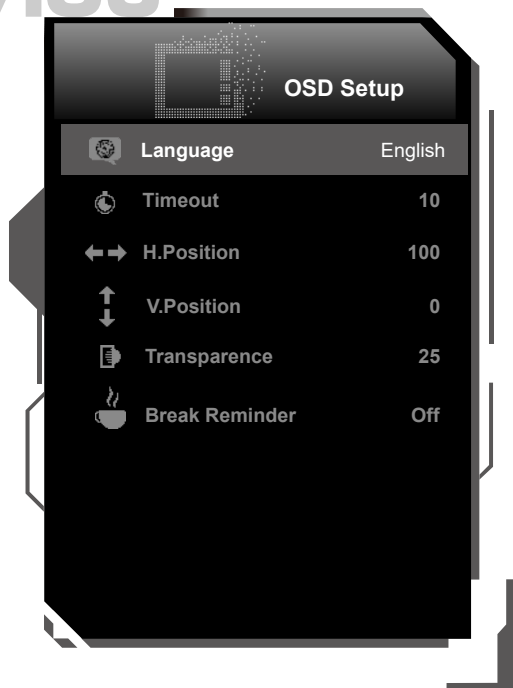 OSD Setup
Language English
Timeout 10
H.Position 100
V.Position 0
Transparence 25
Break Reminder Off